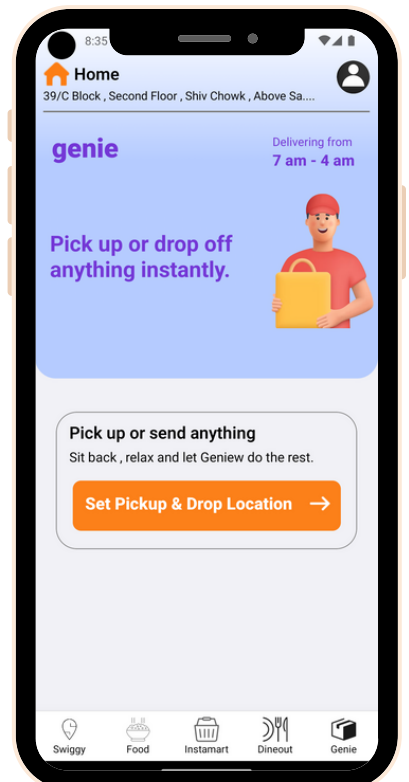 8:35
Home
39/C Block , Second Floor , Shiv Chowk , Above Sa....
genie
Delivering from
7 am - 4 am
Pick up or drop off
anything instantly.
Pick up or send anything
Sit back , relax and let Geniew do the rest.
Set Pickup & Drop Location
Swiggy
Food
Instamart
Dineout
Genie